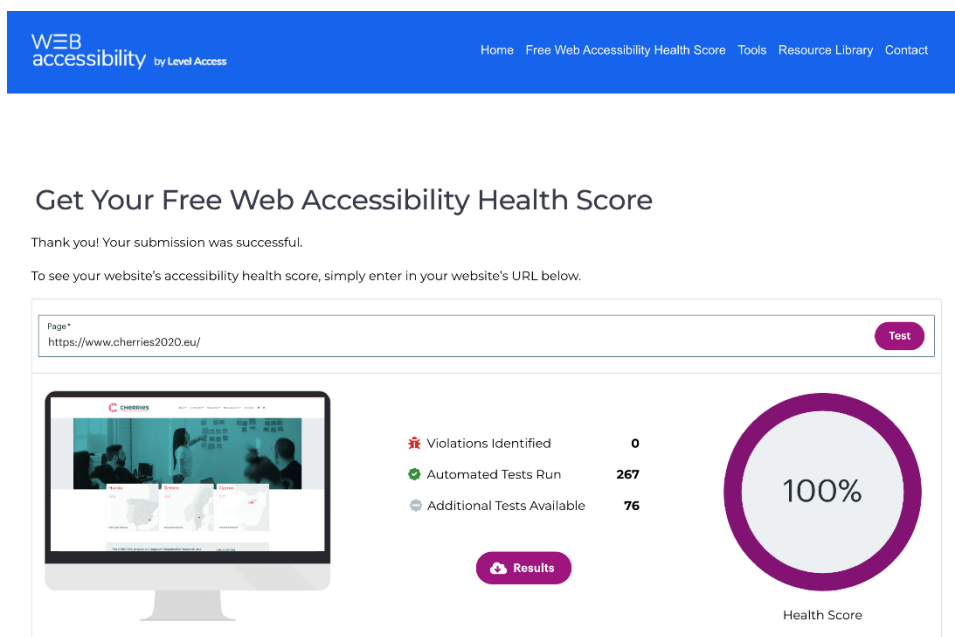 WEB
accessibility by Level Access
Home Free Web Accessibility Health Score Tools Resource Library Contact
Get Your Free Web Accessibility Health Score
Thank you! Your submission was successful.
To see your website's accessibility health score, simply enter in your website's URL below.
Page*
https://www.cherries2020.eu/
Test
CHERRIES
Murcia
Örebro
Cyprus
Violations Identified 0
Automated Tests Run 267
Additional Tests Available 76
Results
100%
Health Score